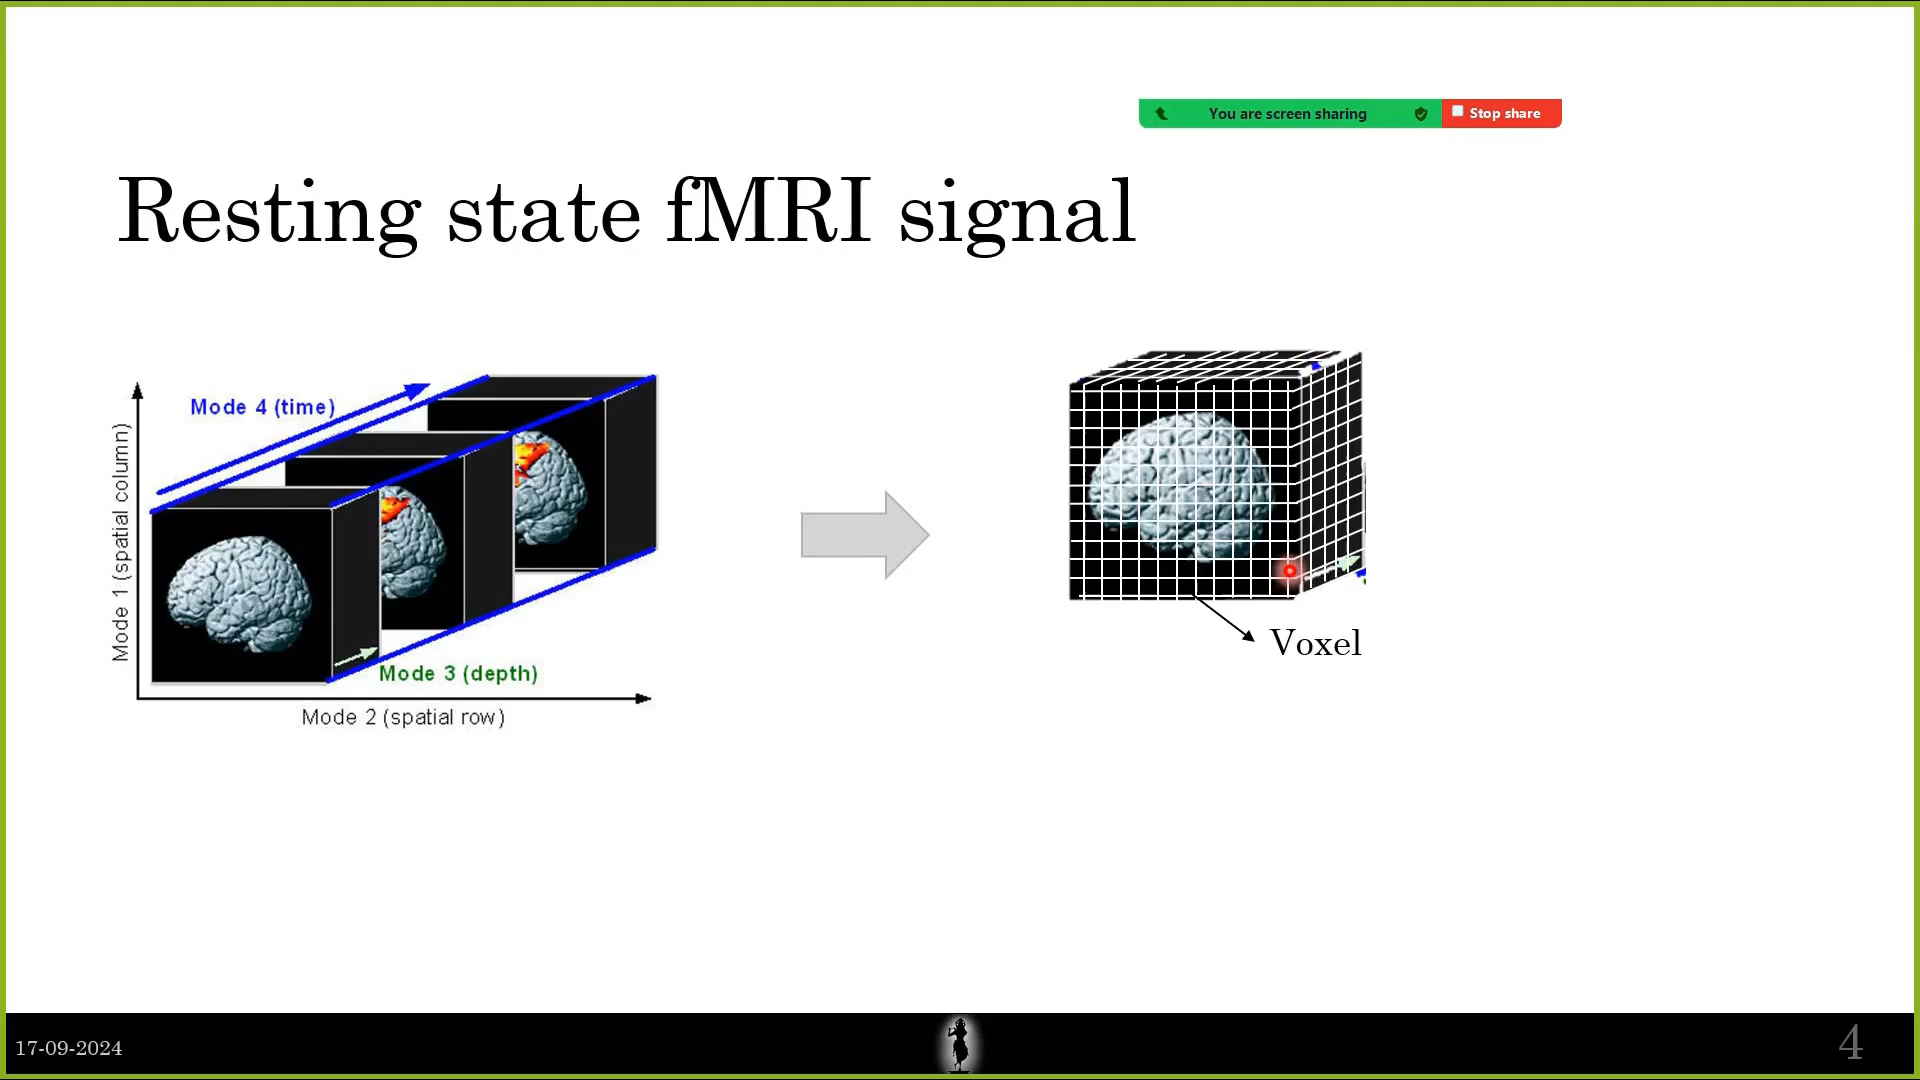 You are screen sharing
Stop share
Resting state fMRI signal
Mode 4 (time)
Mode 1 (spatial column)
Mode 3 (depth)
Mode 2 (spatial row)
Voxel
17-09-2024
4